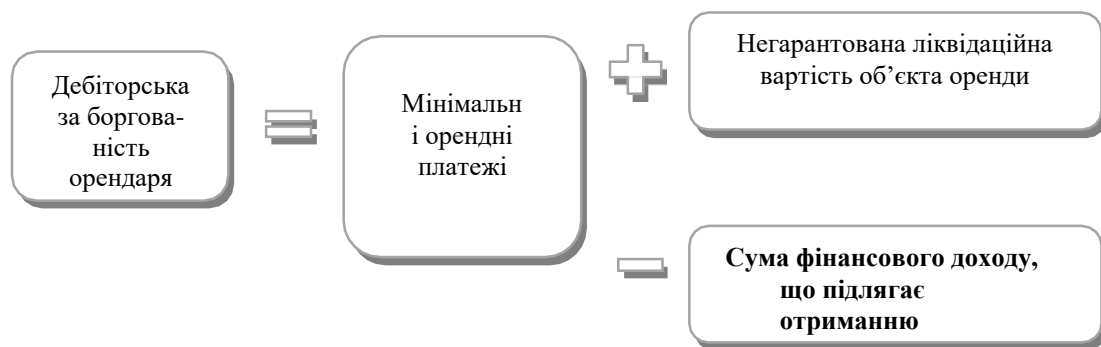 Дебіторська
за боргова-
ність
орендаря
=
Мінімальн
і орендні
платежі
+
Негарантована ліквідаційна
вартість об’єкта оренди
−
Сума фінансового доходу,
що підлягає
отриманню